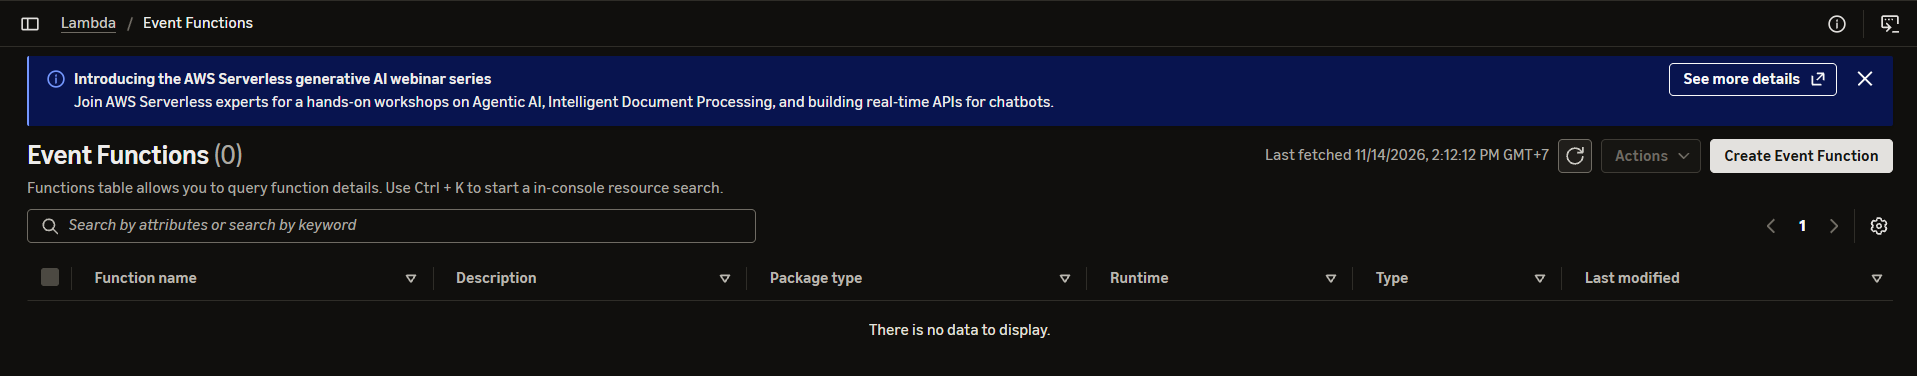 Lambda / Event Functions
Introducing the AWS Serverless generative AI webinar series
Join AWS Serverless experts for a hands-on workshops on Agentic AI, Intelligent Document Processing, and building real-time APIs for chatbots.
See more details
Event Functions (0)
Last fetched 11/14/2026, 2:12:12 PM GMT+7
Actions
Create Event Function
Functions table allows you to query function details. Use Ctrl + K to start a in-console resource search.
Search by attributes or search by keyword
1
Function name Description Package type Runtime Type Last modified
There is no data to display.